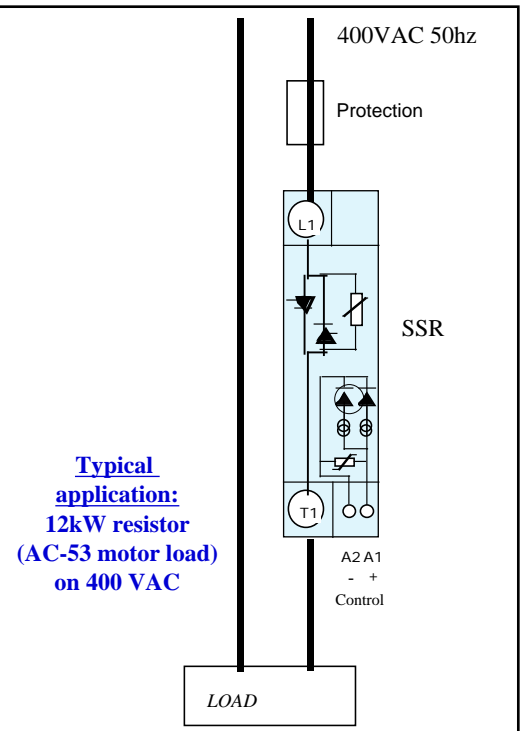 400VAC 50hz
Protection
L1
SSR
Typical
application:
12kW resistor
(AC-53 motor load)
on 400 VAC
T1
A2 A1
- +
Control
LOAD